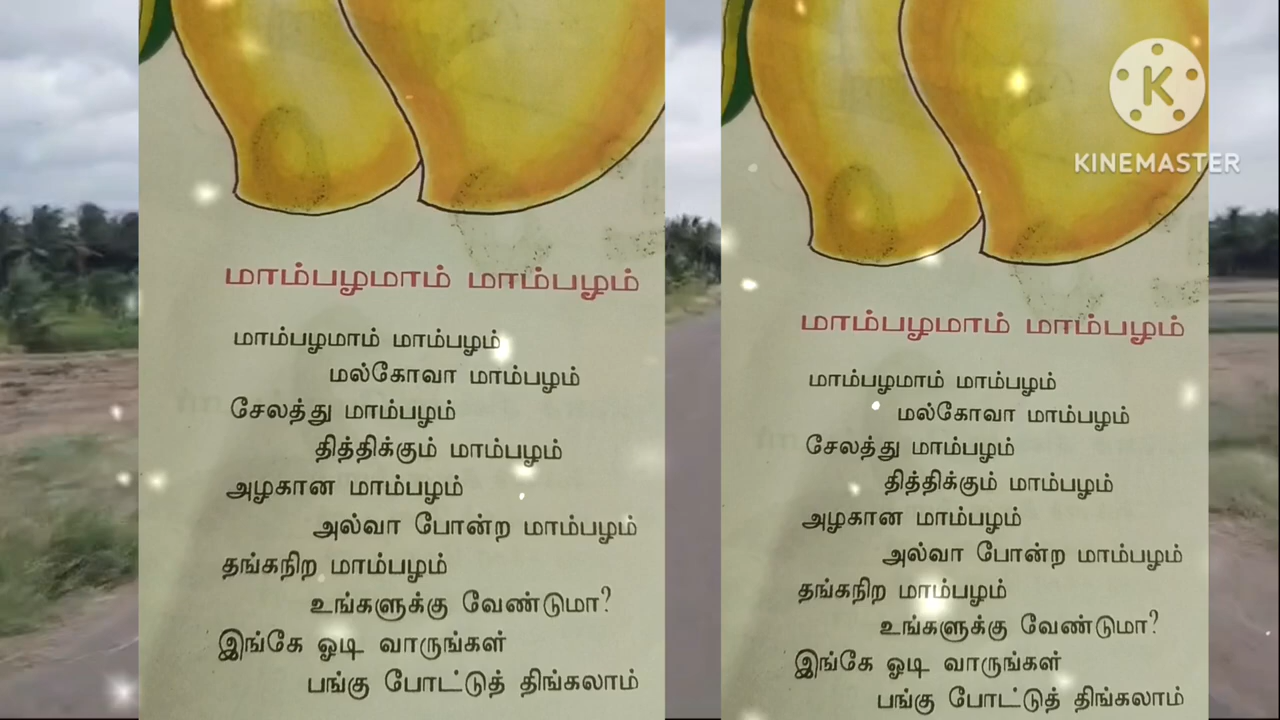 மாம்பழமாம் மாம்பழம்
மாம்பழமாம் மாம்பழம்
மல்கோவா மாம்பழம்
சேலத்து மாம்பழம்
தித்திக்கும் மாம்பழம்
அழகான மாம்பழம்
அல்வா போன்ற மாம்பழம்
தங்கநிற மாம்பழம்
உங்களுக்கு வேண்டுமா?
இங்கே ஓடி வாருங்கள்
பங்கு போட்டுத் திங்கலாம்
K
KINEMASTER
மாம்பழமாம் மாம்பழம்
மாம்பழமாம் மாம்பழம்
மல்கோவா மாம்பழம்
சேலத்து மாம்பழம்
தித்திக்கும் மாம்பழம்
அழகான மாம்பழம்
அல்வா போன்ற மாம்பழம்
தங்கநிற மாம்பழம்
உங்களுக்கு வேண்டுமா?
இங்கே ஓடி வாருங்கள்
பங்கு போட்டுத் திங்கலாம்